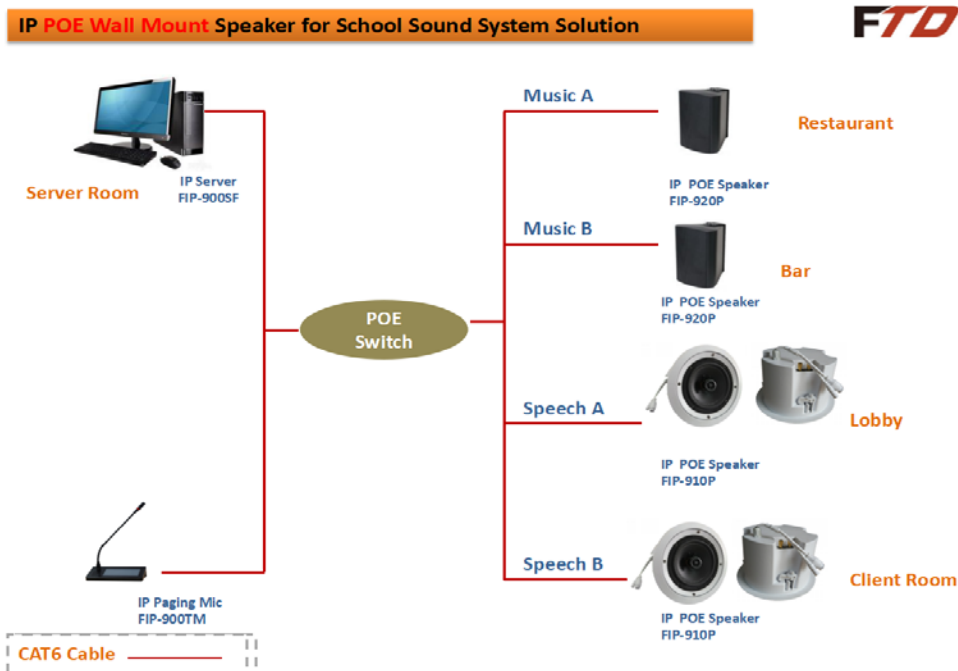 IP POE Wall Mount Speaker for School Sound System Solution
FTD
Server Room
IP Server
FIP-900SF
POE
Switch
IP Paging Mic
FIP-900TM
CAT6 Cable
Music A
Restaurant
IP POE Speaker
FIP-920P
Music B
Bar
IP POE Speaker
FIP-920P
Speech A
Lobby
IP POE Speaker
FIP-910P
Speech B
Client Room
IP POE Speaker
FIP-910P